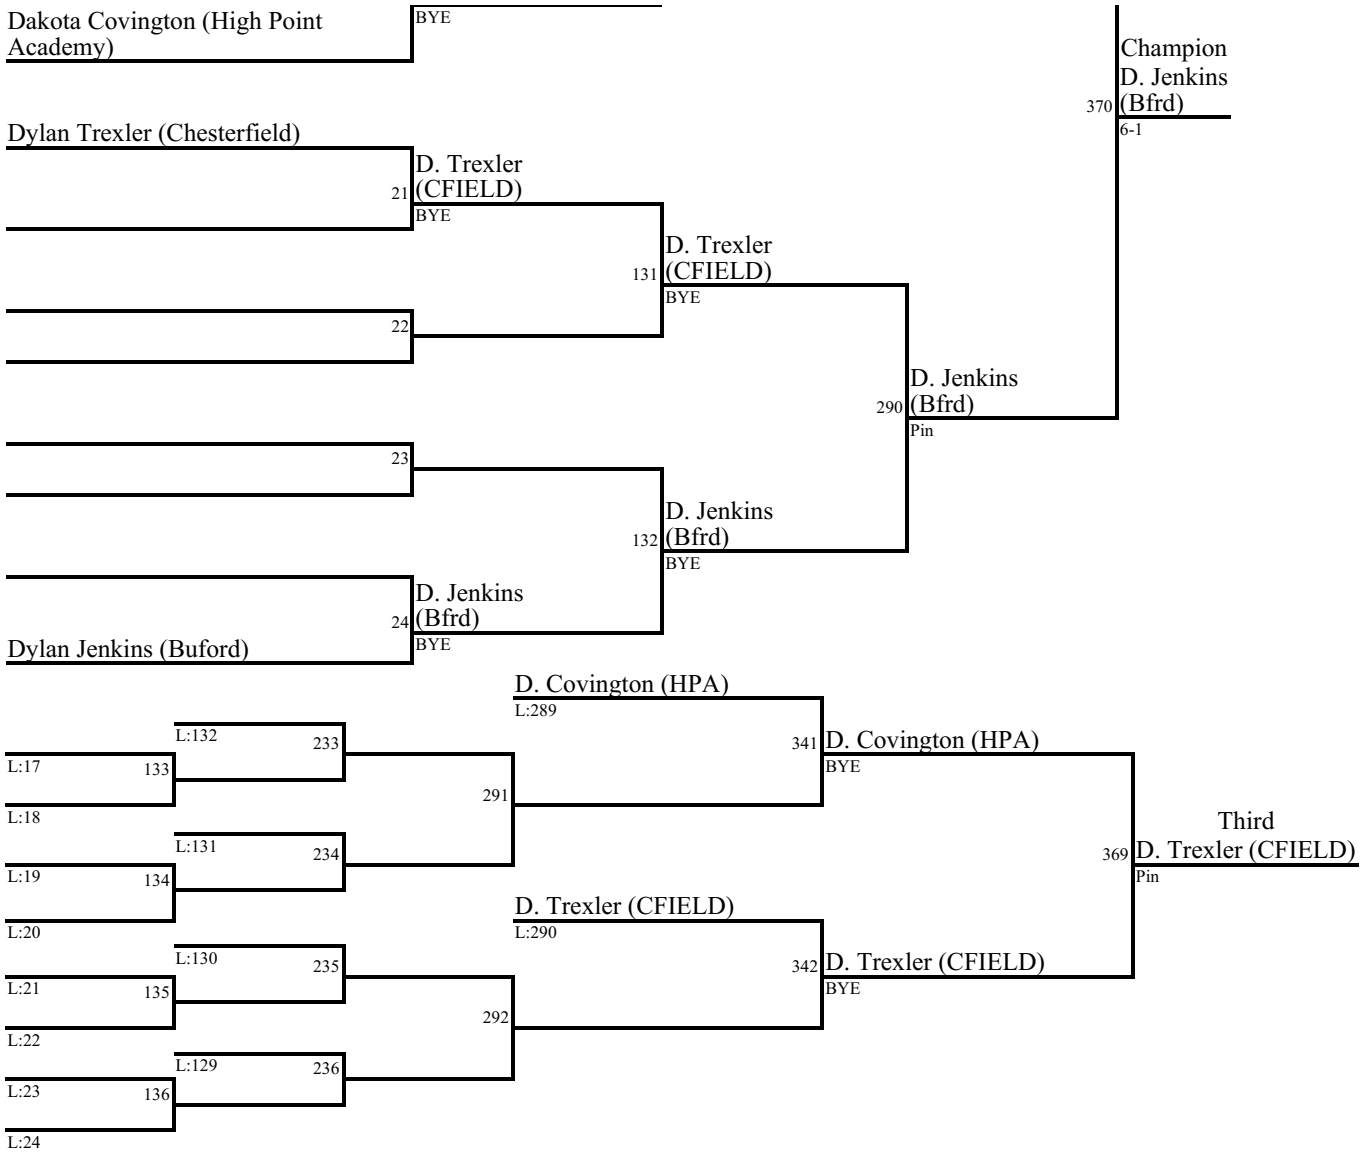 Dakota Covington (High Point
Academy)
BYE
Champion
D. Jenkins
(Bfrd)
370
6-1
Dylan Trexler (Chesterfield)
D. Trexler
(CFIELD)
21
BYE
D. Trexler
(CFIELD)
131
BYE
22
D. Jenkins
(Bfrd)
290
Pin
23
D. Jenkins
(Bfrd)
132
BYE
D. Jenkins
(Bfrd)
24
BYE
Dylan Jenkins (Buford)
D. Covington (HPA)
L:289
L:132
233
341
D. Covington (HPA)
BYE
L:17
133
291
L:18
L:131
234
Third
D. Trexler (CFIELD)
369
Pin
L:19
134
D. Trexler (CFIELD)
L:290
L:20
L:130
235
342
D. Trexler (CFIELD)
BYE
L:21
135
292
L:22
L:129
236
L:23
136
L:24